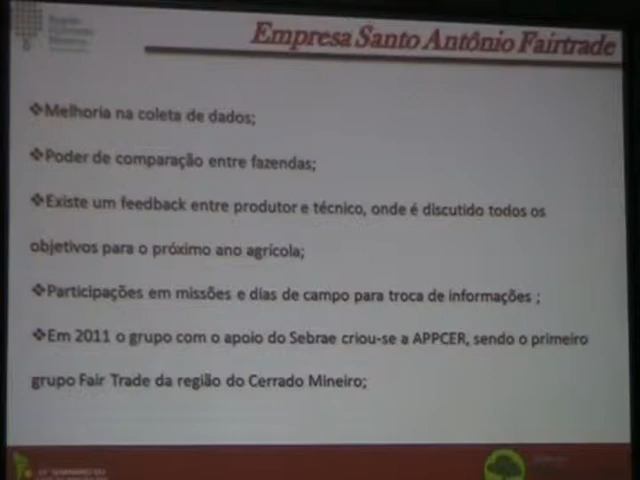 Empresa Santo Antônio Fairtrade
❖Melhoria na coleta de dados;
❖Poder de comparação entre fazendas;
❖Existe um feedback entre produtor e técnico, onde é discutido todos os
objetivos para o próximo ano agrícola;
❖Participações em missões e dias de campo para troca de informações ;
❖Em 2011 o grupo com o apoio do Sebrae criou-se a APPCER, sendo o primeiro
grupo Fair Trade da região do Cerrado Mineiro;